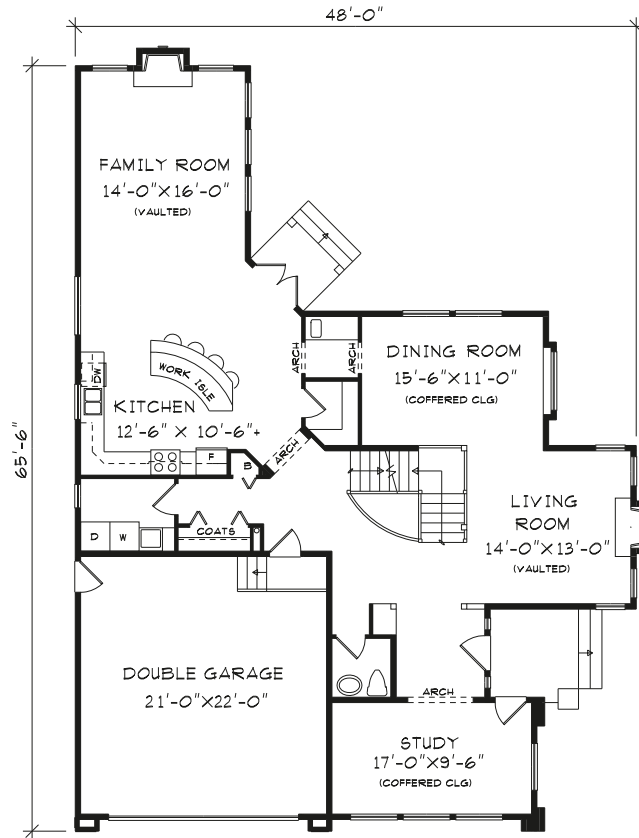 48'-0"
65'-6"
FAMILY ROOM
14'-0"X16'-0"
(VAULTED)
ARCH
ARCH
DINING ROOM
15'-6"X11'-0"
(COFFERED CLG)
WORK ISLE
DW
KITCHEN
12'-6" X 10'-6"+
ARCH
F
B
LIVING
ROOM
14'-0"X13'-0"
(VAULTED)
D
W
COATS
DOUBLE GARAGE
21'-0"X22'-0"
ARCH
STUDY
17'-0"X9'-6"
(COFFERED CLG)